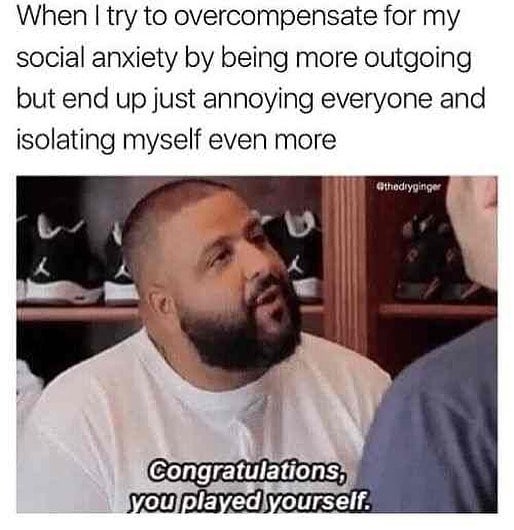 When I try to overcompensate for my
social anxiety by being more outgoing
but end up just annoying everyone and
isolating myself even more
@thedryginger
Congratulations,
you played yourself.